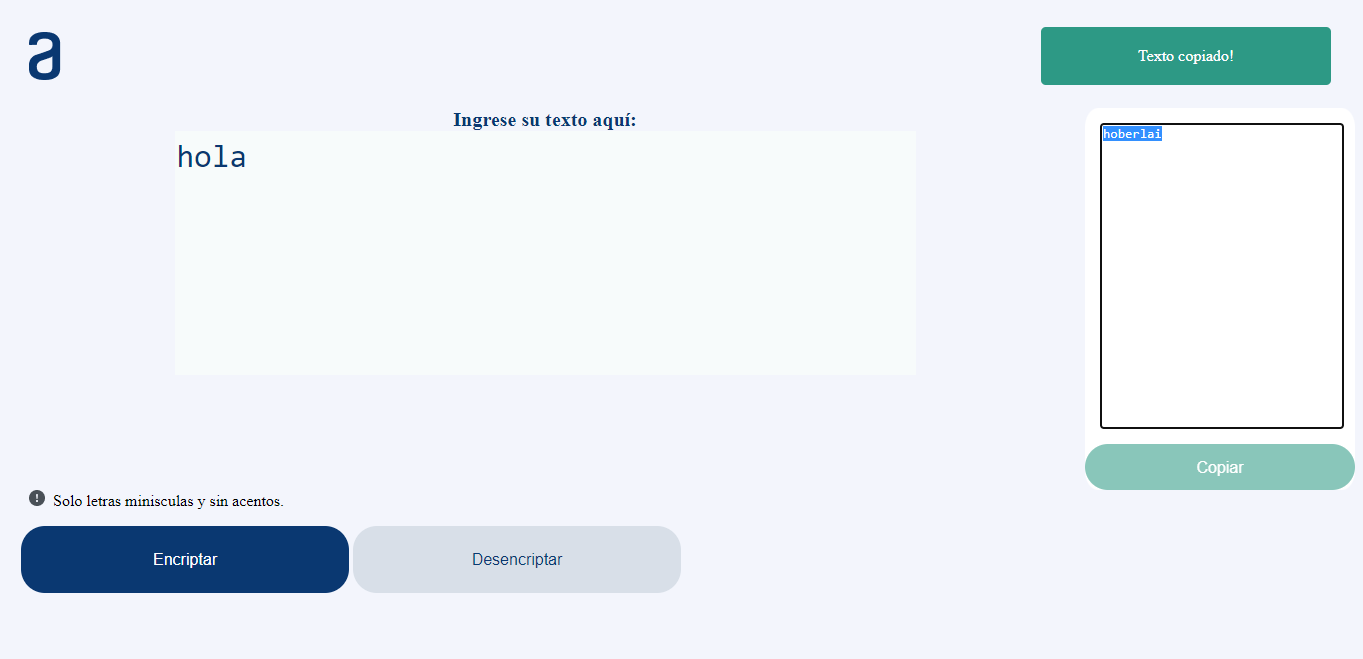 a
Texto copiado!
Ingrese su texto aquí:
hola
hoberlai
Copiar
Solo letras minisculas y sin acentos.
Encriptar
Desencriptar